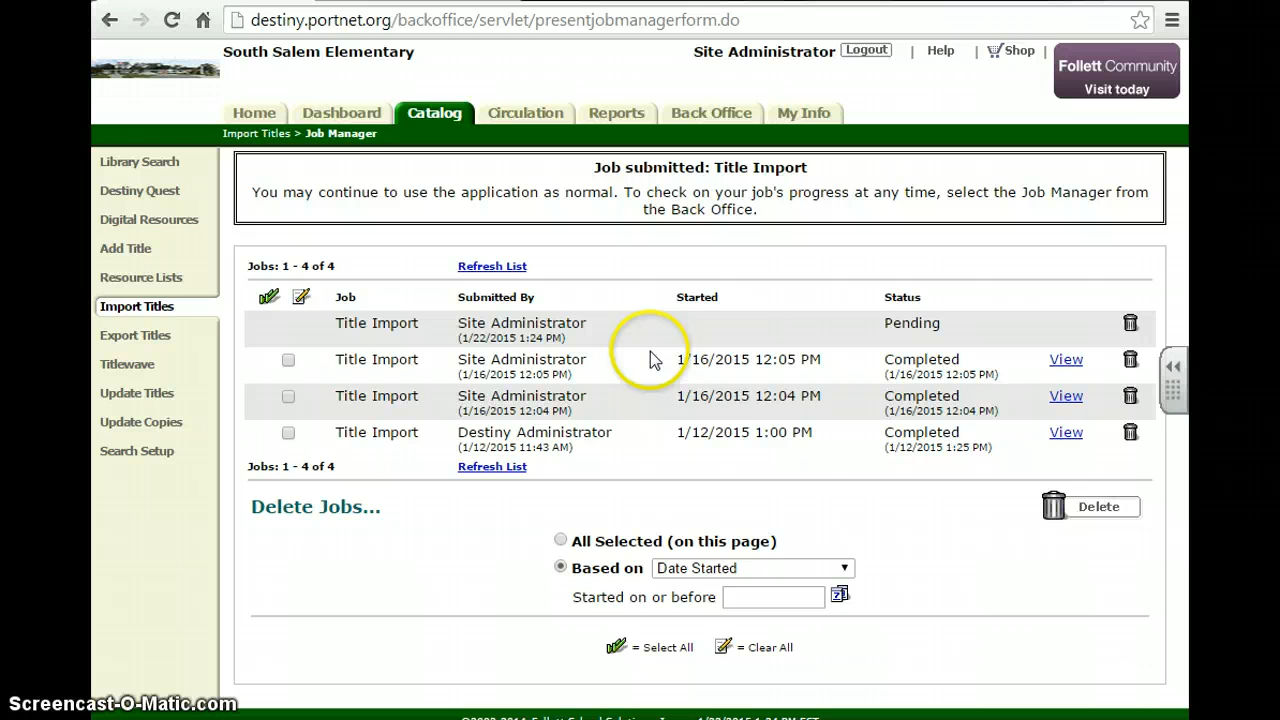 destiny.portnet.org/backoffice/servlet/presentjobmanagerform.do
South Salem Elementary
Site Administrator Logout | Help | Shop |
Follett Community
Visit today
Home Dashboard Catalog Circulation Reports Back Office My Info
Import Titles > Job Manager
Library Search
Destiny Quest
Digital Resources
Add Title
Resource Lists
Import Titles
Export Titles
Titlewave
Update Titles
Update Copies
Search Setup
Job submitted: Title Import
You may continue to use the application as normal. To check on your job's progress at any time, select the Job Manager from
the Back Office.
Jobs: 1 - 4 of 4 Refresh List
Job Submitted By Started Status
Title Import Site Administrator Pending
(1/22/2015 1:24 PM)
Title Import Site Administrator 1/16/2015 12:05 PM Completed View
(1/16/2015 12:05 PM) (1/16/2015 12:05 PM)
Title Import Site Administrator 1/16/2015 12:04 PM Completed View
(1/16/2015 12:04 PM) (1/16/2015 12:04 PM)
Title Import Destiny Administrator 1/12/2015 1:00 PM Completed View
(1/12/2015 11:43 AM) (1/12/2015 1:25 PM)
Jobs: 1 - 4 of 4 Refresh List
Delete Jobs... Delete
All Selected (on this page)
Based on Date Started
Started on or before
= Select All = Clear All
Screencast-O-Matic.com